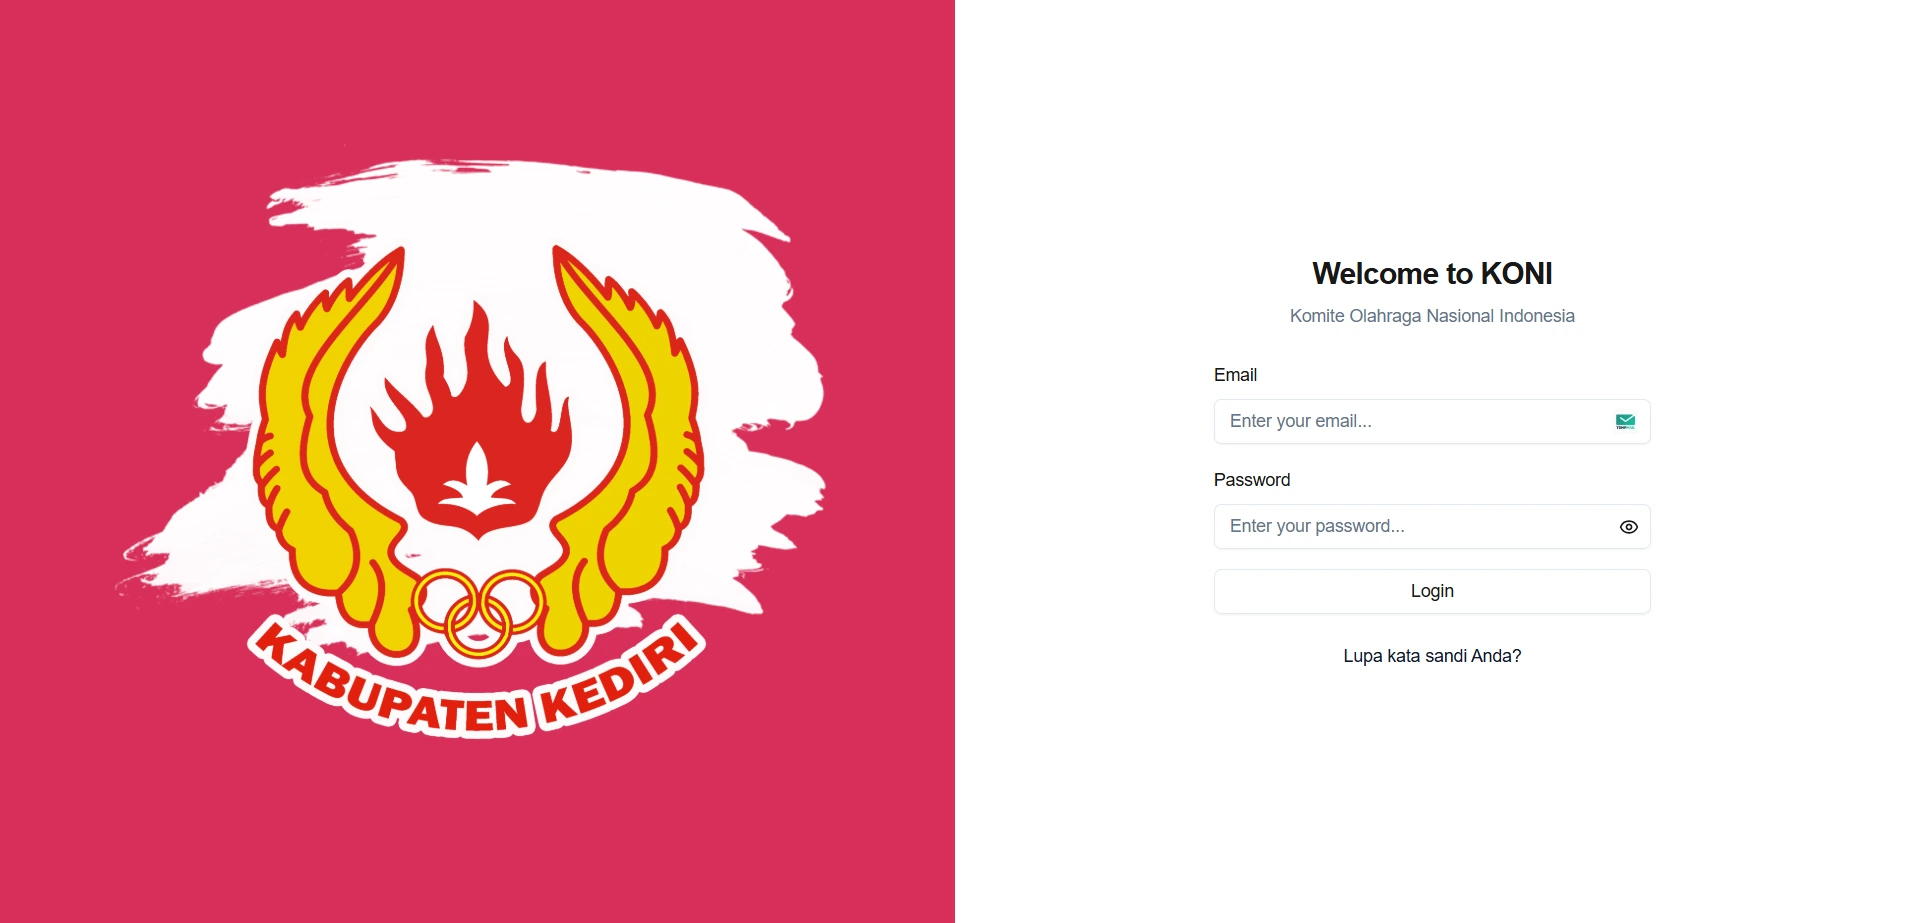 KABUPATEN KEDIRI
Welcome to KONI
Komite Olahraga Nasional Indonesia
Email
Enter your email...
Password
Enter your password...
Login
Lupa kata sandi Anda?